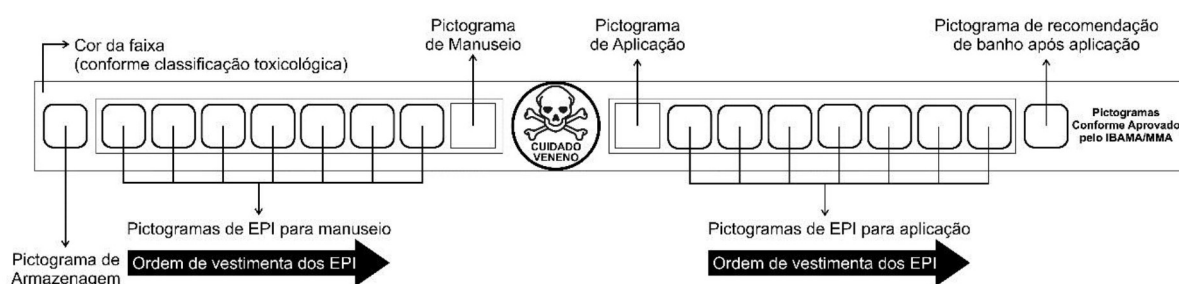 Cor da faixa
(conforme classificação toxicológica)
Pictograma
de Manuseio
Pictograma
de Aplicação
Pictograma de recomendação
de banho após aplicação
CUIDADO
VENENO
Pictogramas
Conforme Aprovado
pelo IBAMA/MMA
Pictogramas de EPI para manuseio
Pictogramas de EPI para aplicação
Pictograma de
Armazenagem
Ordem de vestimenta dos EPI
Ordem de vestimenta dos EPI